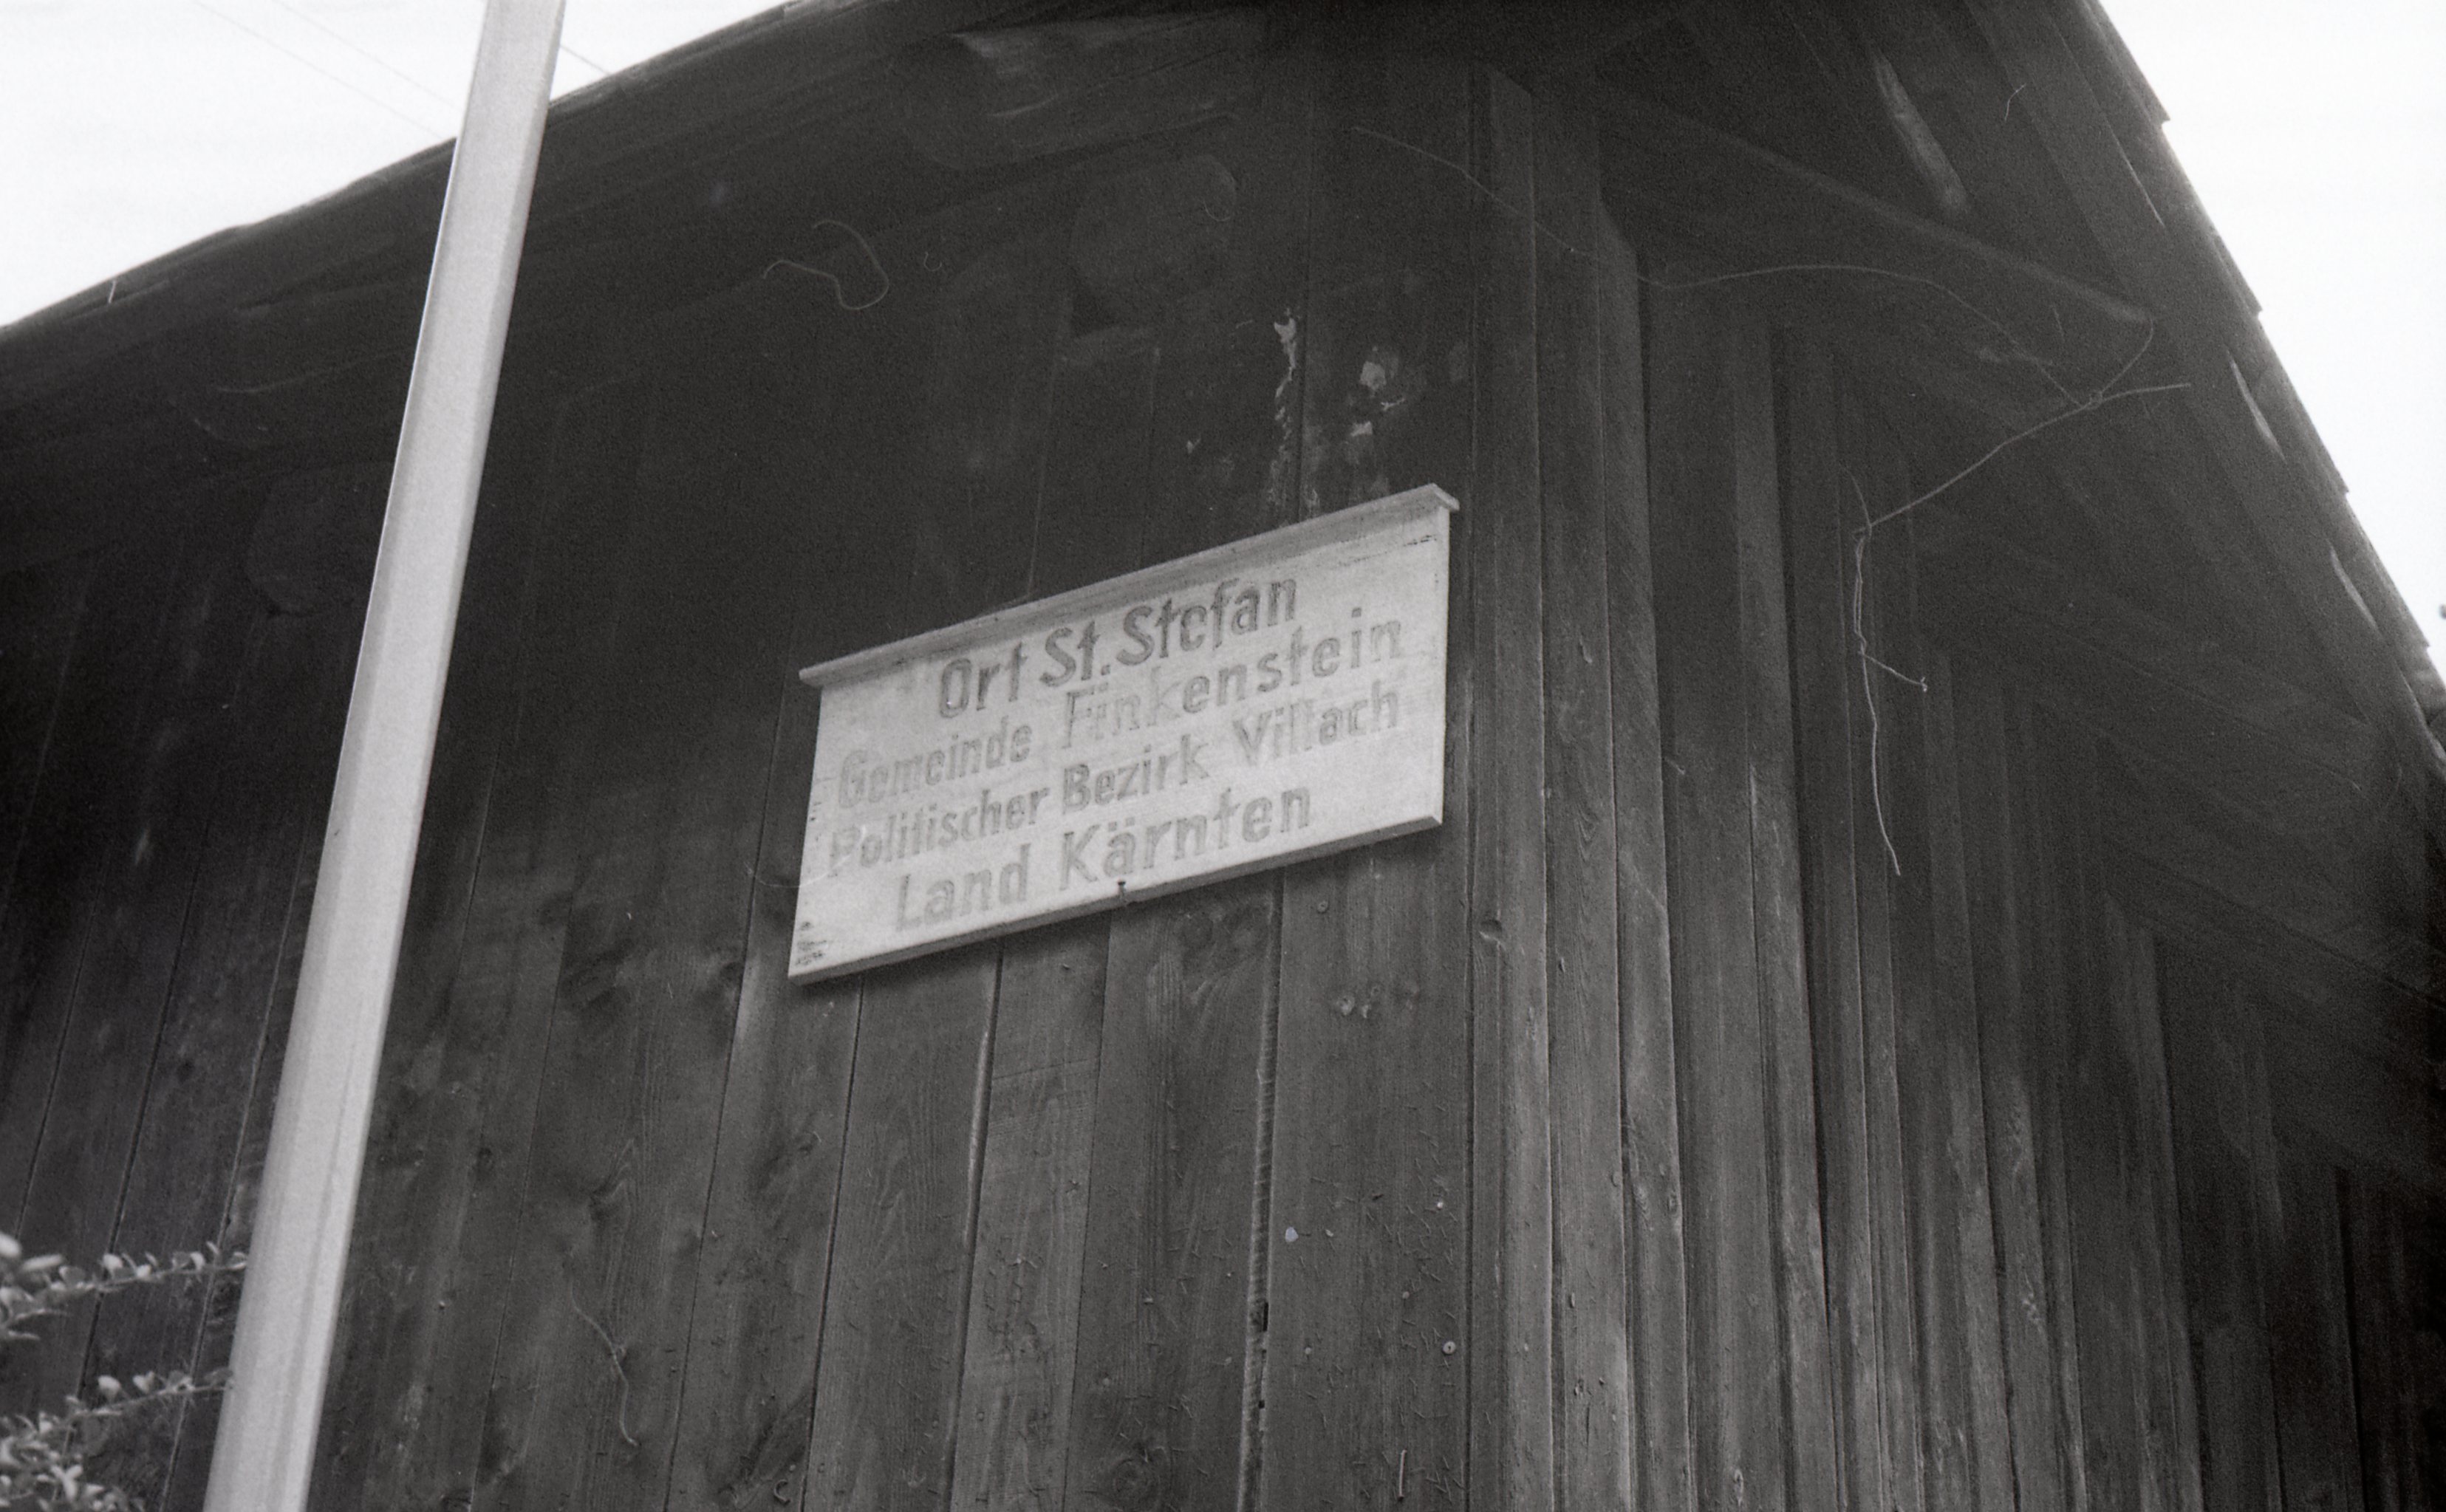 Ort St. Stefan
Gemeinde Finkenstein
Politischer Bezirk Villach
Land Kärnten